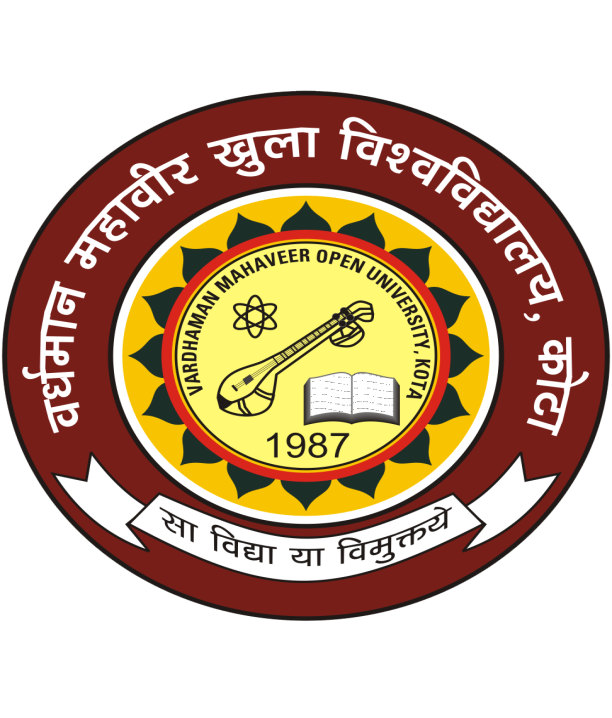 वर्धमान महावीर खुला विश्वविद्यालय, कोटा
VARDHAMAN MAHAVEER OPEN UNIVERSITY, KOTA
1987
सा विद्या या विमुक्तये